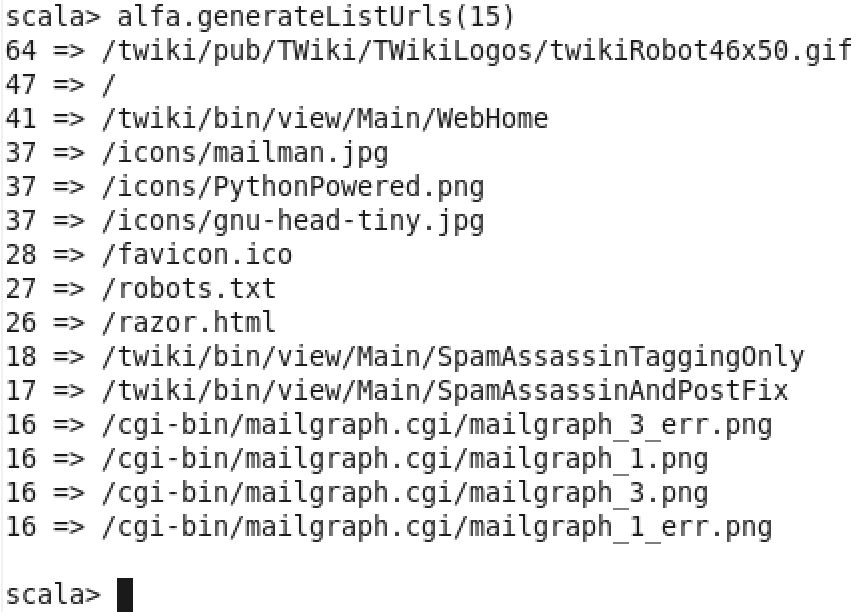 scala> alfa.generateListUrls(15)
64 => /twiki/pub/TWiki/TWikiLogos/twikiRobot46x50.gif
47 => /
41 => /twiki/bin/view/Main/WebHome
37 => /icons/mailman.jpg
37 => /icons/PythonPowered.png
37 => /icons/gnu-head-tiny.jpg
28 => /favicon.ico
27 => /robots.txt
26 => /razor.html
18 => /twiki/bin/view/Main/SpamAssassinTaggingOnly
17 => /twiki/bin/view/Main/SpamAssassinAndPostFix
16 => /cgi-bin/mailgraph.cgi/mailgraph_3_err.png
16 => /cgi-bin/mailgraph.cgi/mailgraph_1.png
16 => /cgi-bin/mailgraph.cgi/mailgraph_3.png
16 => /cgi-bin/mailgraph.cgi/mailgraph_1_err.png
scala>